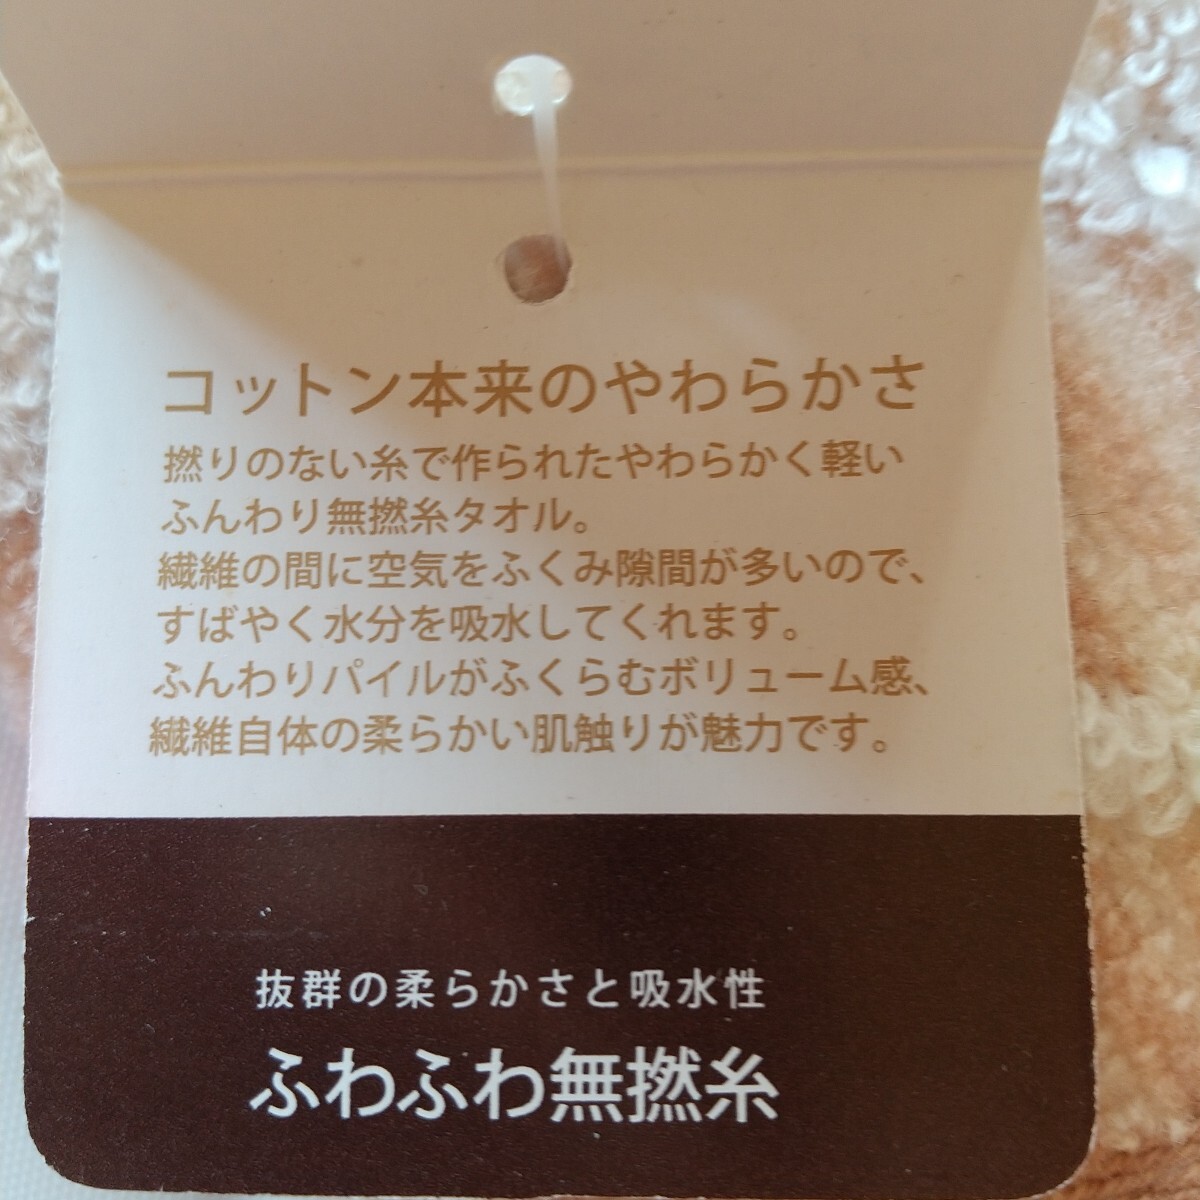 コットン本来のやわらかさ
撚りのない糸で作られたやわらかく軽い
ふんわり無撚糸タオル。
繊維の間に空気をふくみ隙間が多いので、
すばやく水分を吸水してくれます。
ふんわりパイルがふくらむボリューム感、
繊維自体の柔らかい肌触りが魅力です。
抜群の柔らかさと吸水性
ふわふわ無撚糸